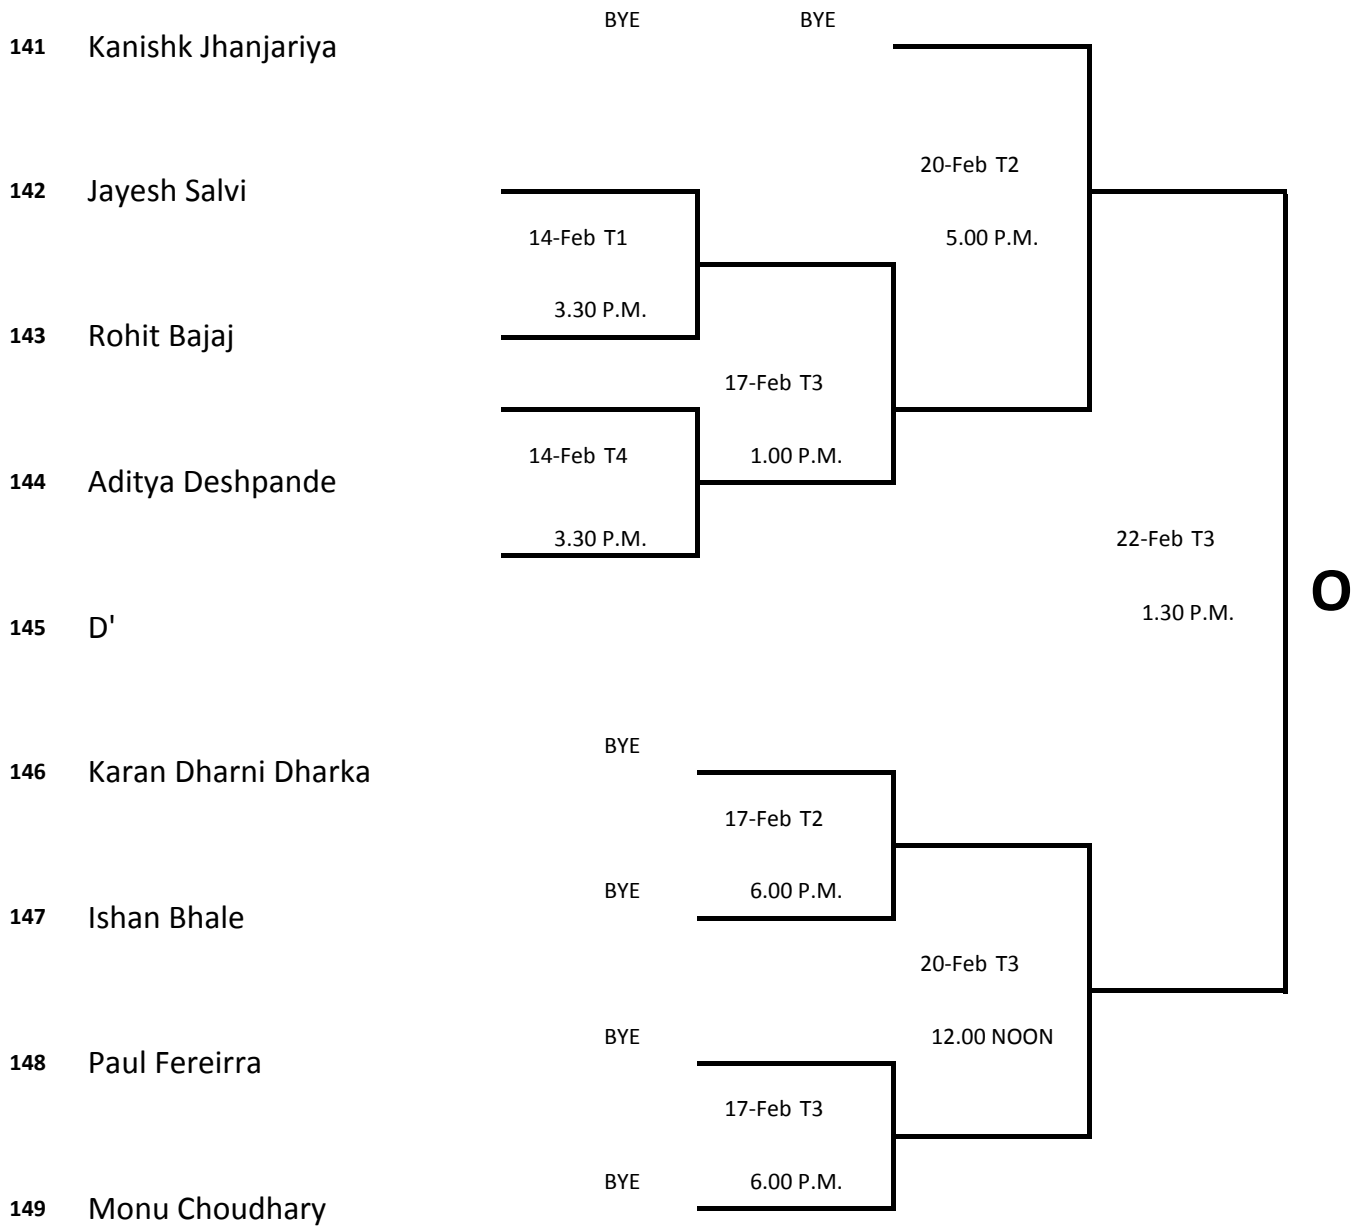 BYE BYE
141 Kanishk Jhanjariya
20-Feb T2
142 Jayesh Salvi
14-Feb T1 5.00 P.M.
3.30 P.M.
143 Rohit Bajaj
17-Feb T3
14-Feb T4 1.00 P.M.
144 Aditya Deshpande
3.30 P.M. 22-Feb T3
O
1.30 P.M.
145 D'
BYE
146 Karan Dharni Dharka
17-Feb T2
BYE 6.00 P.M.
147 Ishan Bhale
20-Feb T3
BYE 12.00 NOON
148 Paul Fereirra
17-Feb T3
BYE 6.00 P.M.
149 Monu Choudhary